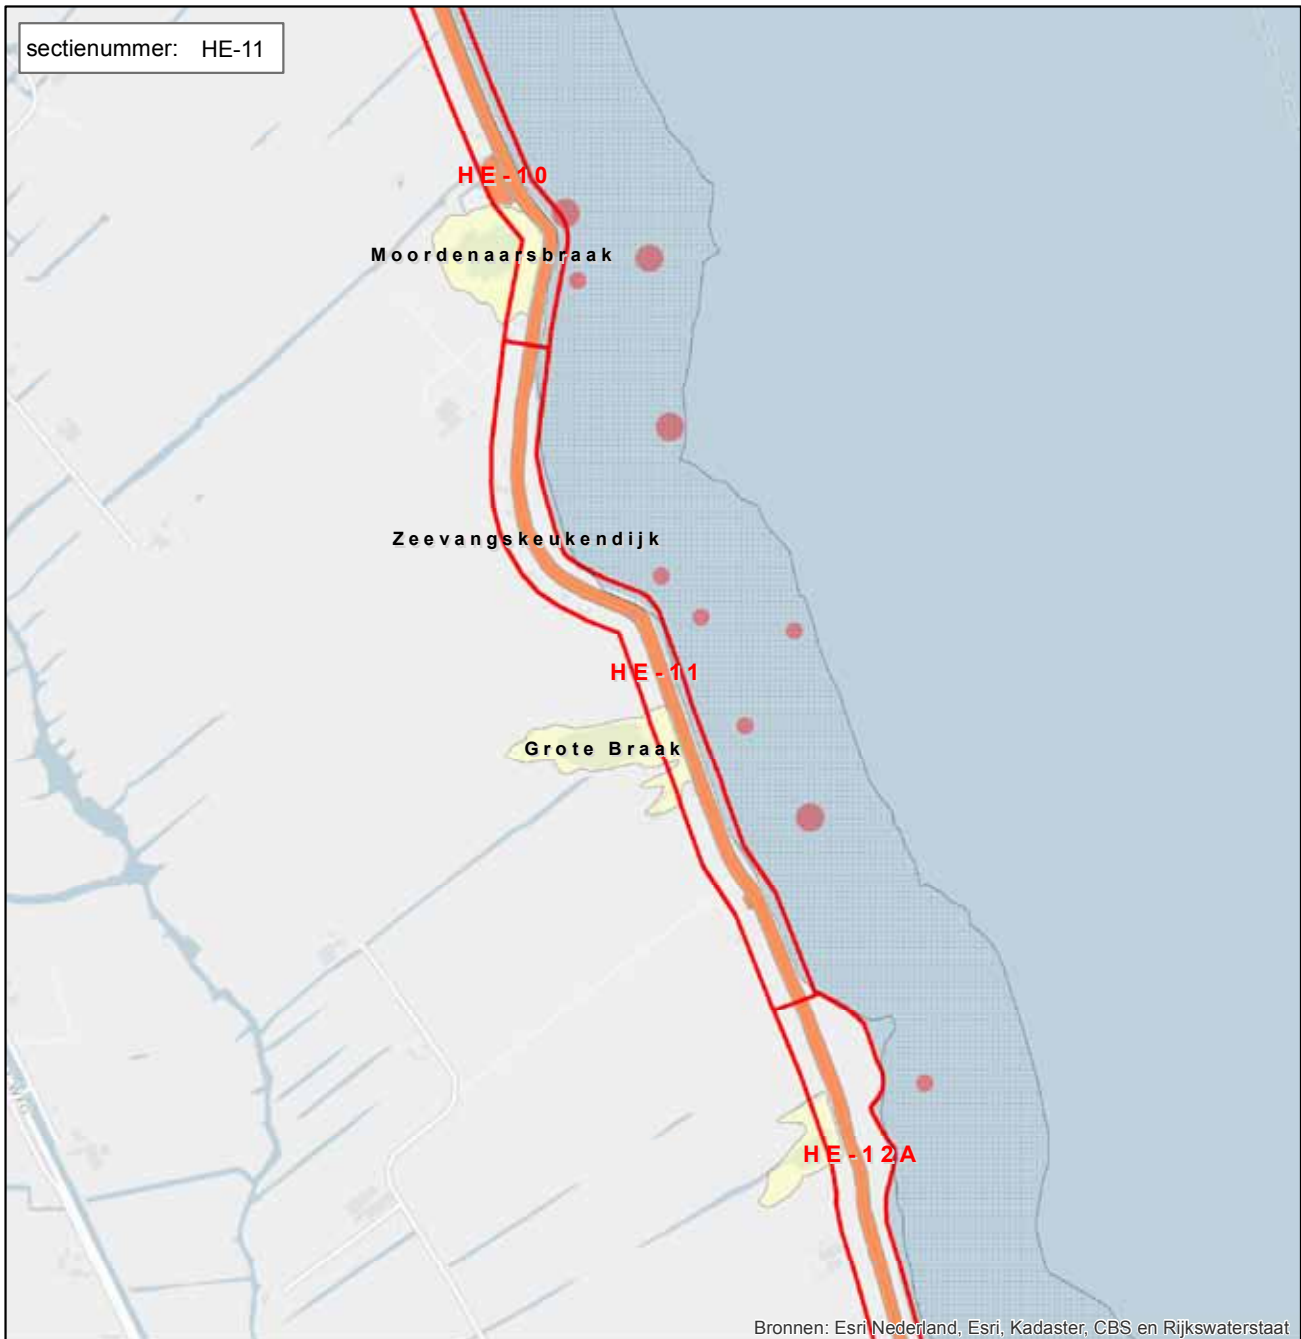 sectienummer: HE-11
HE-10
Moordenaarsbraak
Zeevangskeukendijk
HE-11
Grote Braak
HE-12A
Bronnen: Esri Nederland, Esri, Kadaster, CBS en Rijkswaterstaat